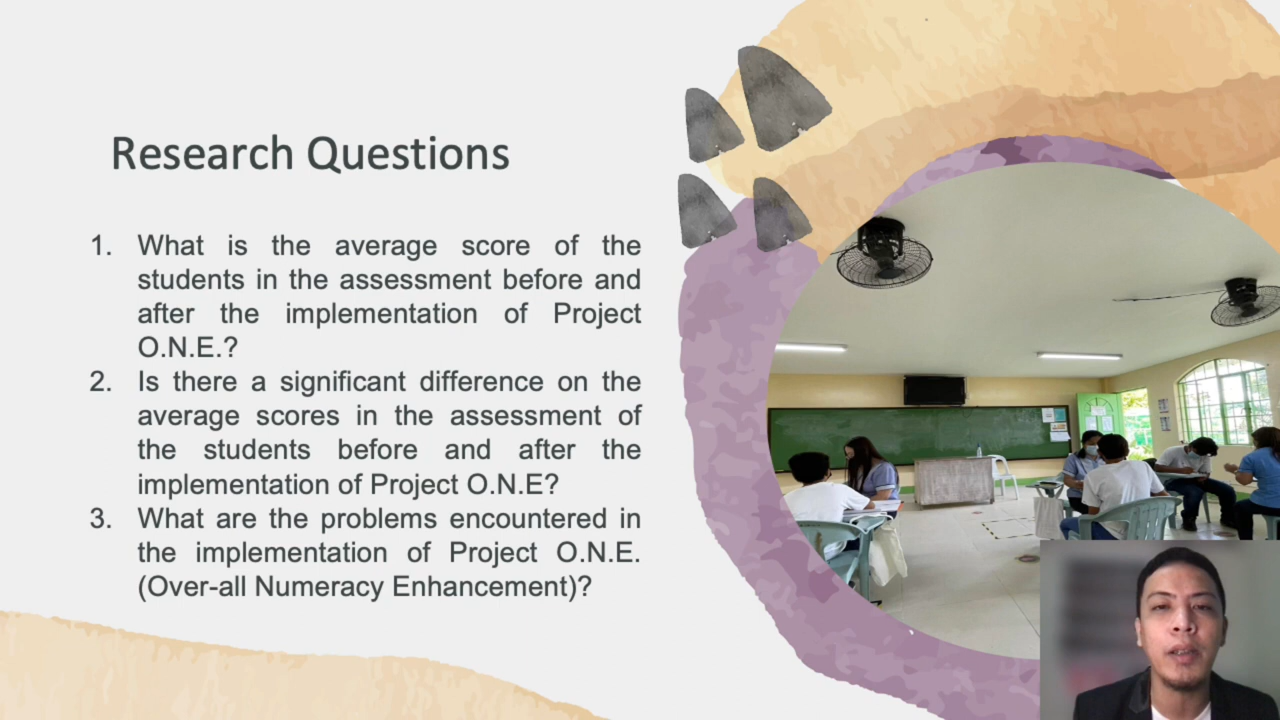 Research Questions
1. What is the average score of the
students in the assessment before and
after the implementation of Project
O.N.E.?
2. Is there a significant difference on the
average scores in the assessment of
the students before and after the
implementation of Project O.N.E?
3. What are the problems encountered in
the implementation of Project O.N.E.
(Over-all Numeracy Enhancement)?